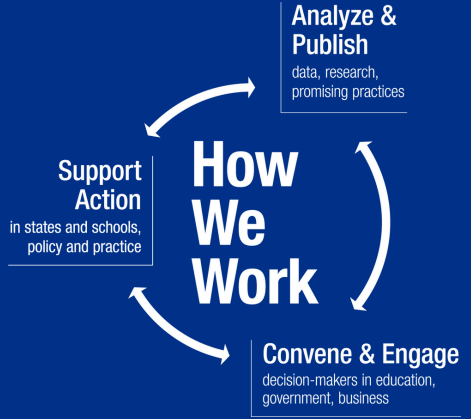 Analyze &
Publish
data, research,
promising practices
How
We
Work
Support
Action
in states and schools,
policy and practice
Convene & Engage
decision-makers in education,
government, business